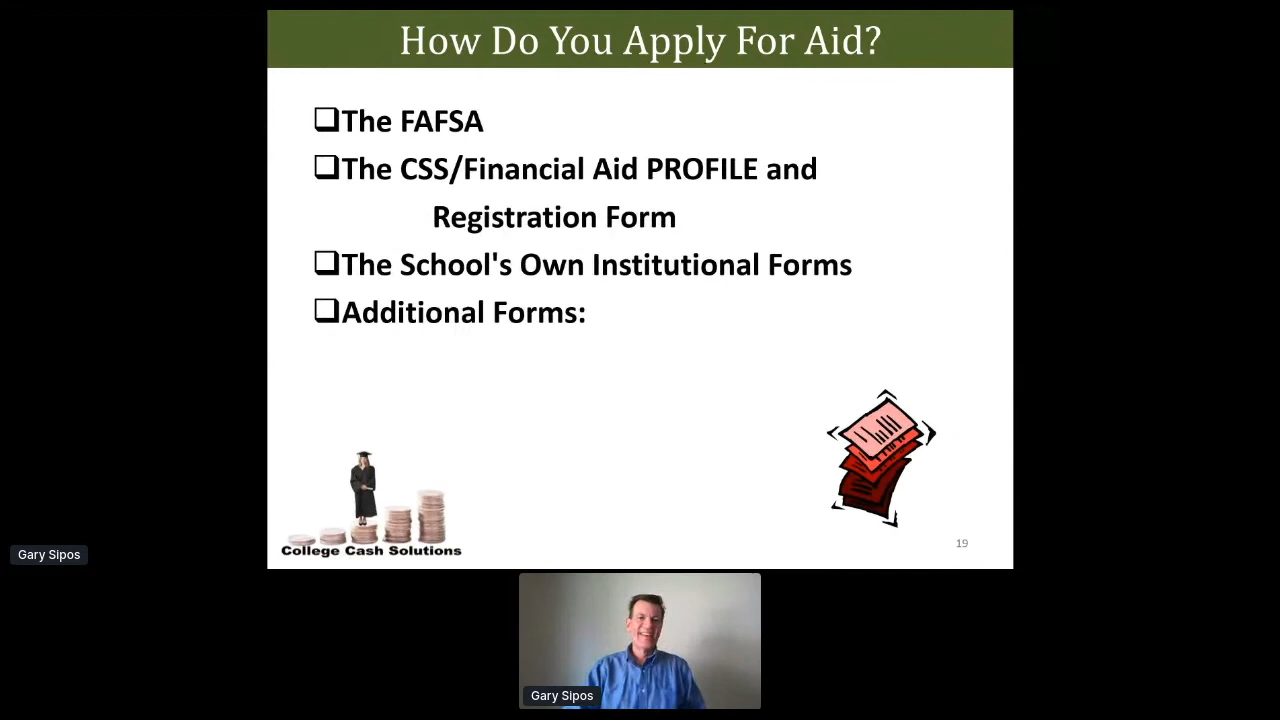 How Do You Apply For Aid?
❑The FAFSA
❑The CSS/Financial Aid PROFILE and
Registration Form
❑The School's Own Institutional Forms
❑Additional Forms:
College Cash Solutions
19
Gary Sipos
Gary Sipos